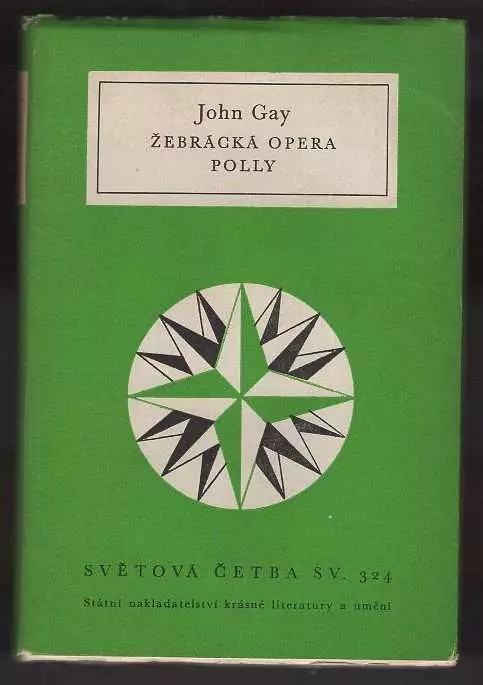 John Gay
ŽEBRÁCKÁ OPERA
POLLY
SVĚTOVÁ ČETBA SV. 324
Státní nakladatelství krásné literatury a umění